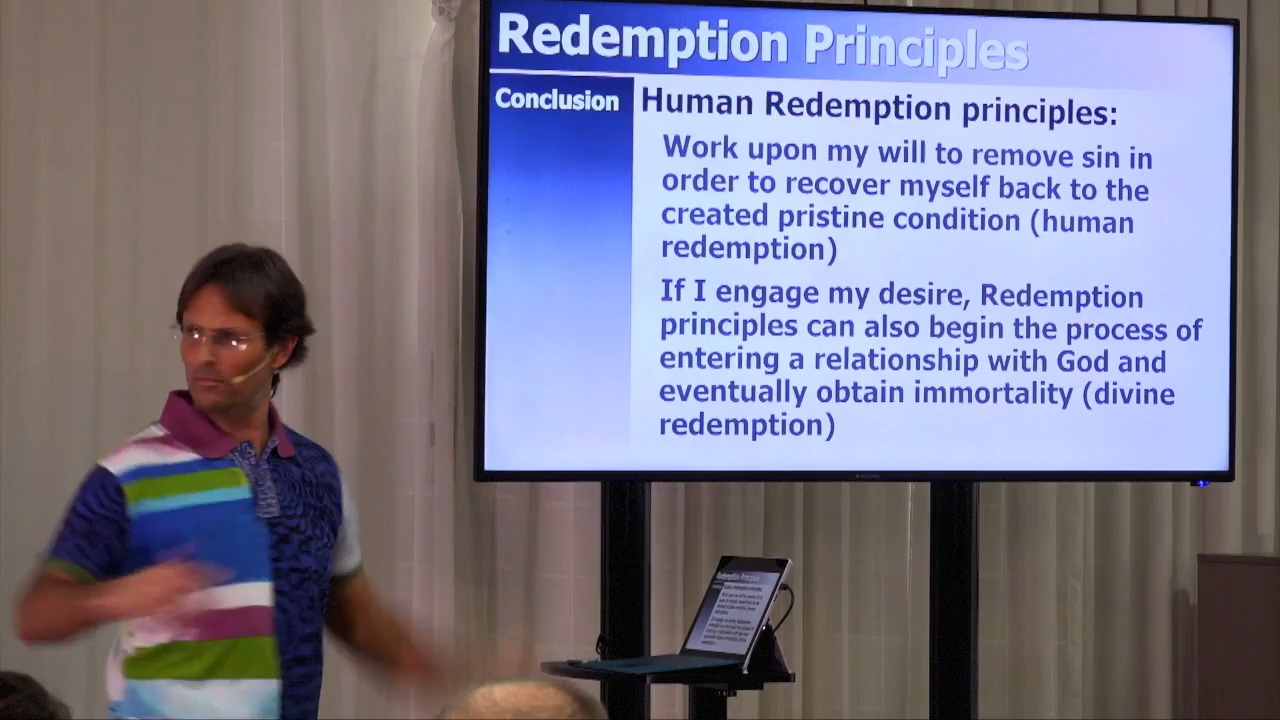 Redemption Principles
Conclusion
Human Redemption principles:
Work upon my will to remove sin in
order to recover myself back to the
created pristine condition (human
redemption)
If I engage my desire, Redemption
principles can also begin the process of
entering a relationship with God and
eventually obtain immortality (divine
redemption)
Redemption Principles